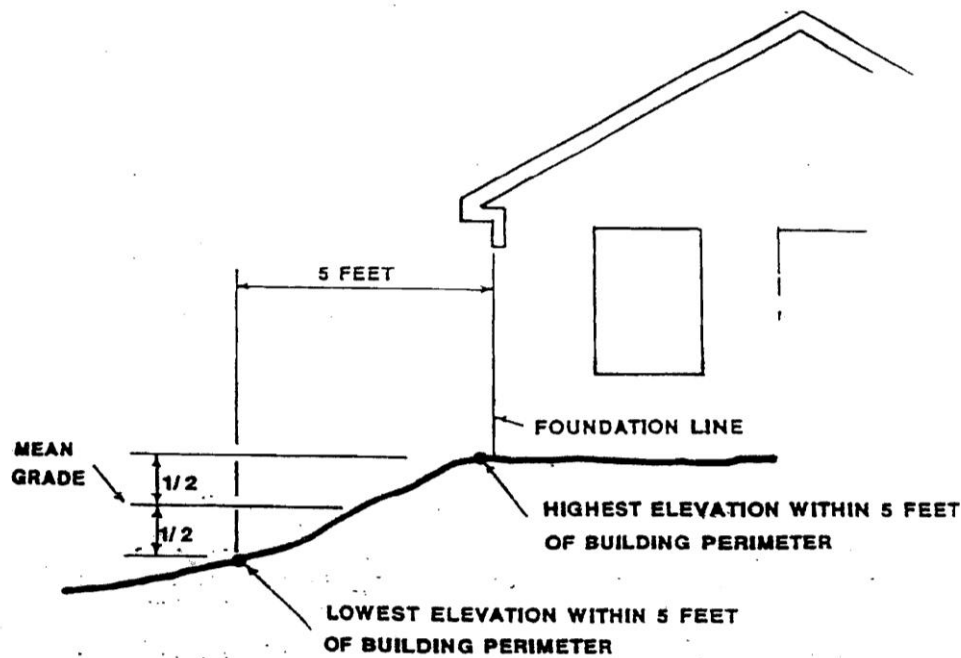 5 FEET
FOUNDATION LINE
MEAN
GRADE
1/2
1/2
HIGHEST ELEVATION WITHIN 5 FEET
OF BUILDING PERIMETER
LOWEST ELEVATION WITHIN 5 FEET
OF BUILDING PERIMETER